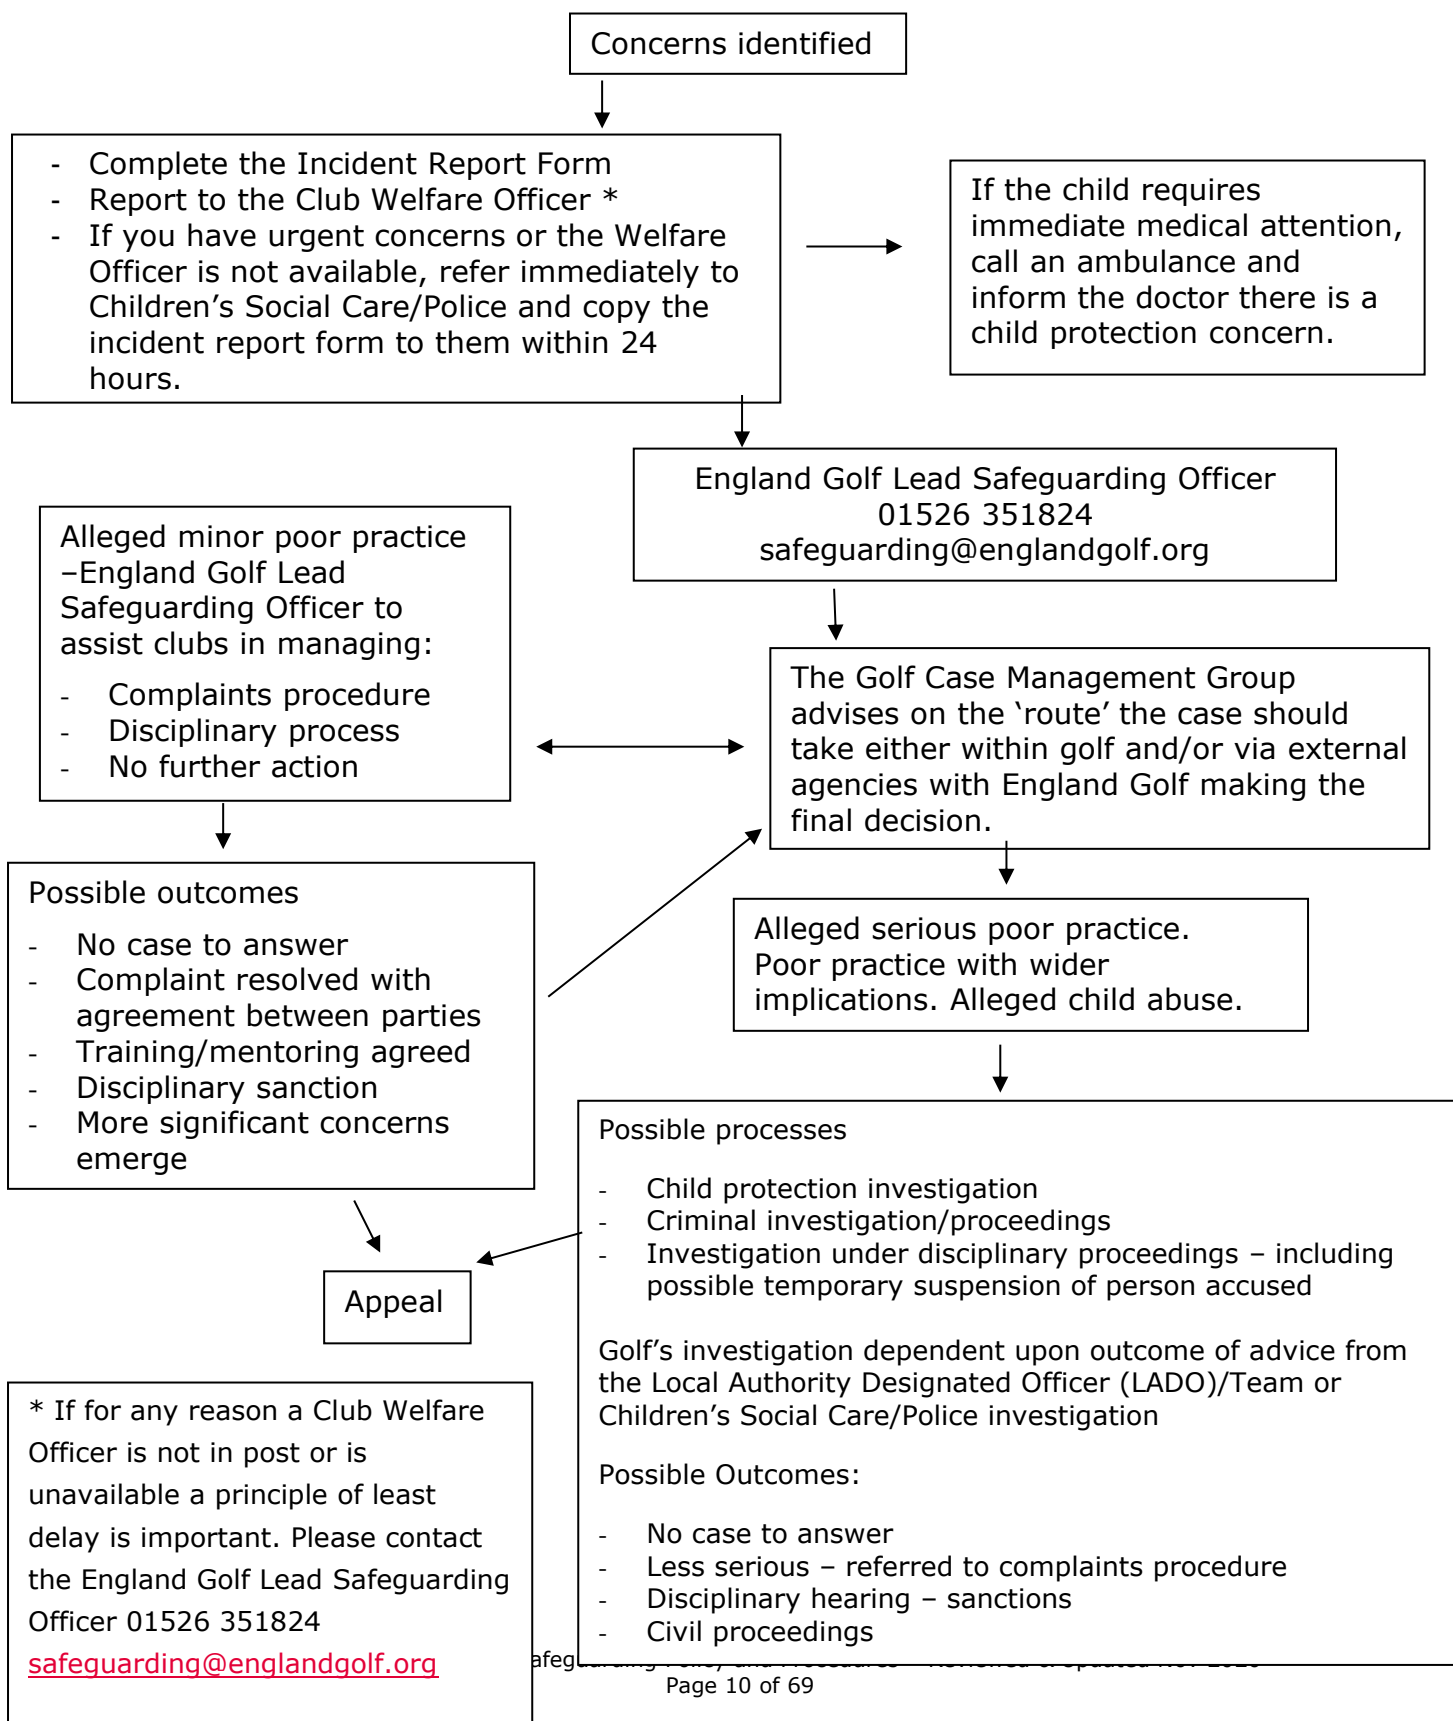 Concerns identified
- Complete the Incident Report Form
- Report to the Club Welfare Officer *
- If you have urgent concerns or the Welfare
Officer is not available, refer immediately to
Children’s Social Care/Police and copy the
incident report form to them within 24
hours.
If the child requires
immediate medical attention,
call an ambulance and
inform the doctor there is a
child protection concern.
England Golf Lead Safeguarding Officer
01526 351824
safeguarding@englandgolf.org
Alleged minor poor practice
–England Golf Lead
Safeguarding Officer to
assist clubs in managing:
- Complaints procedure
- Disciplinary process
- No further action
The Golf Case Management Group
advises on the ‘route’ the case should
take either within golf and/or via external
agencies with England Golf making the
final decision.
Possible outcomes
- No case to answer
- Complaint resolved with
agreement between parties
- Training/mentoring agreed
- Disciplinary sanction
- More significant concerns
emerge
Alleged serious poor practice.
Poor practice with wider
implications. Alleged child abuse.
Possible processes
- Child protection investigation
- Criminal investigation/proceedings
- Investigation under disciplinary proceedings – including
possible temporary suspension of person accused
Golf’s investigation dependent upon outcome of advice from
the Local Authority Designated Officer (LADO)/Team or
Children’s Social Care/Police investigation
Possible Outcomes:
- No case to answer
- Less serious – referred to complaints procedure
- Disciplinary hearing – sanctions
- Civil proceedings
Appeal
* If for any reason a Club Welfare
Officer is not in post or is
unavailable a principle of least
delay is important. Please contact
the England Golf Lead Safeguarding
Officer 01526 351824
safeguarding@englandgolf.org
Page 10 of 69